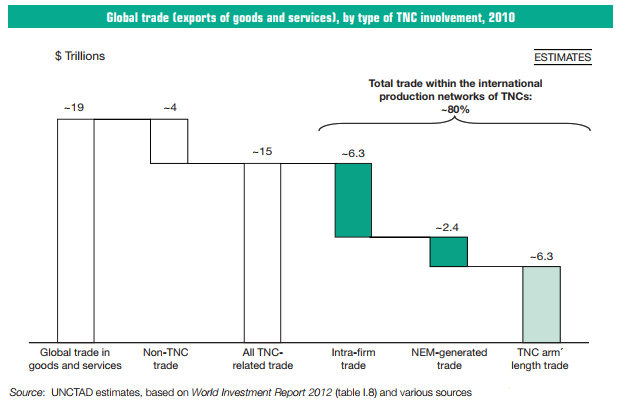 Global trade (exports of goods and services), by type of TNC involvement, 2010
$ Trillions
ESTIMATES
Total trade within the international
production networks of TNCs:
~80%
~19
~4
~15
~6.3
~2.4
~6.3
Global trade in
goods and services
Non-TNC
trade
All TNC-
related trade
Intra-firm
trade
NEM-generated
trade
TNC arm´
length trade
Source: UNCTAD estimates, based on World Investment Report 2012 (table I.8) and various sources